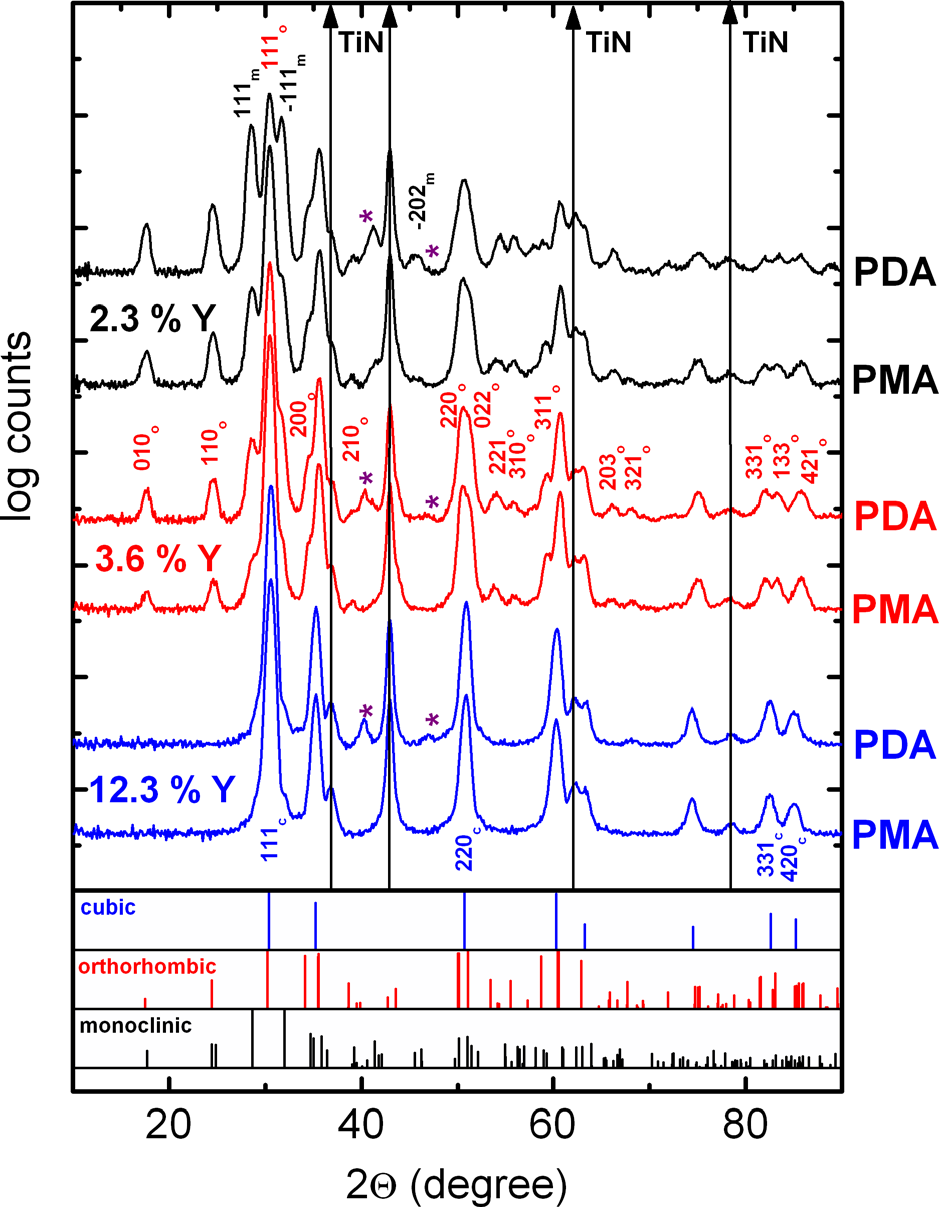 TiN TiN TiN
111m 111o -111m
* -202m *
PDA
2.3 % Y
PMA
010o 110o 200o 210o 220o 022o 221o 310o 311o 203o 321o 331o 133o 421o
* *
PDA
3.6 % Y
PMA
* *
PDA
12.3 % Y
PMA
111c 220c 331c 420c
cubic
orthorhombic
monoclinic
log counts
20 40 60 80
2Θ (degree)